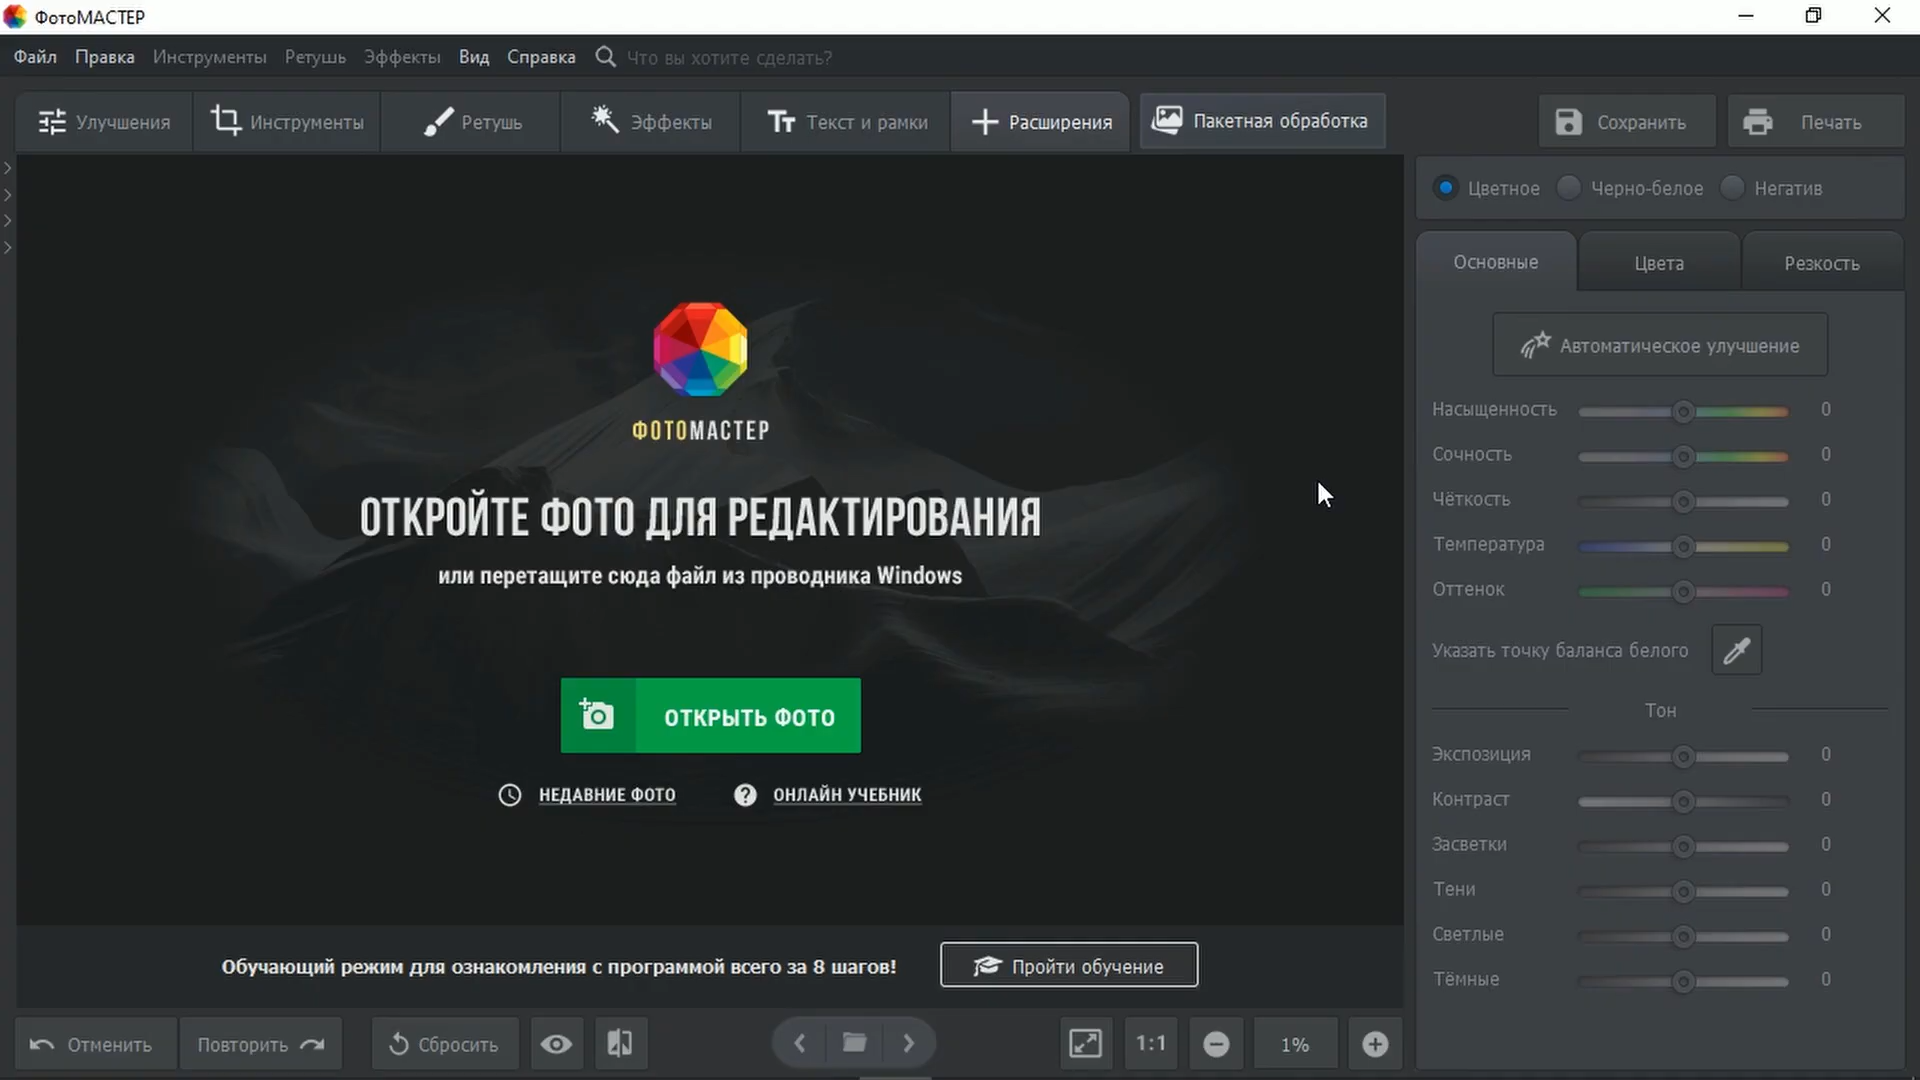 ФотоМАСТЕР
Файл Правка Инструменты Ретушь Эффекты Вид Справка Что вы хотите сделать?
Улучшения Инструменты Ретушь Эффекты Текст и рамки Расширения Пакетная обработка Сохранить Печать
Цветное Черно-белое Негатив
Основные Цвета Резкость
Автоматическое улучшение
Насыщенность 0
Сочность 0
Чёткость 0
Температура 0
Оттенок 0
Указать точку баланса белого
Тон
Экспозиция 0
Контраст 0
Засветки 0
Тени 0
Светлые 0
Тёмные 0
ФОТОМАСТЕР
ОТКРОЙТЕ ФОТО ДЛЯ РЕДАКТИРОВАНИЯ
или перетащите сюда файл из проводника Windows
ОТКРЫТЬ ФОТО
НЕДАВНИЕ ФОТО ОНЛАЙН УЧЕБНИК
Обучающий режим для ознакомления с программой всего за 8 шагов! Пройти обучение
Отменить Повторить Сбросить 1:1 1%